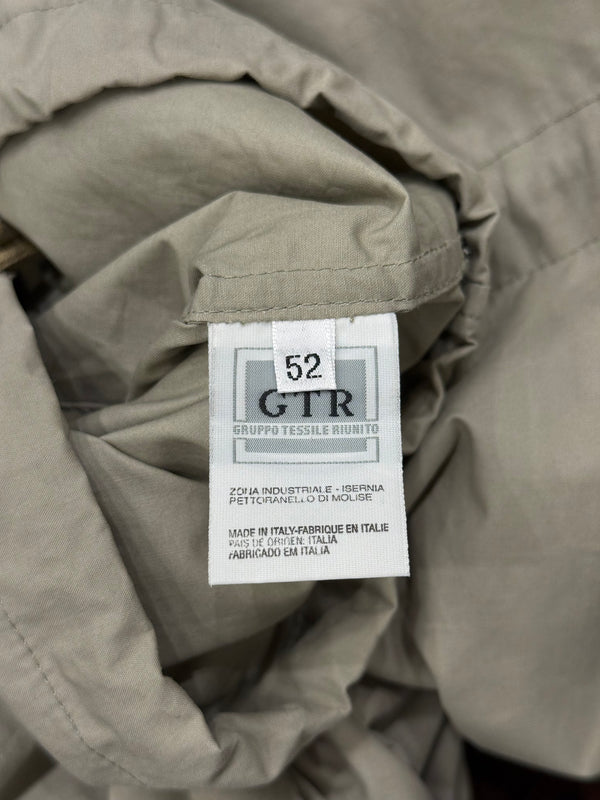 52
GTR
GRUPPO TESSILE RIUNITO
ZONA INDUSTRIALE - ISERNIA
PETTORANELLO DI MOLISE
MADE IN ITALY-FABRIQUE EN ITALIE
PAIS DE ORIGEN: ITALIA
FABRICADO EM ITALIA